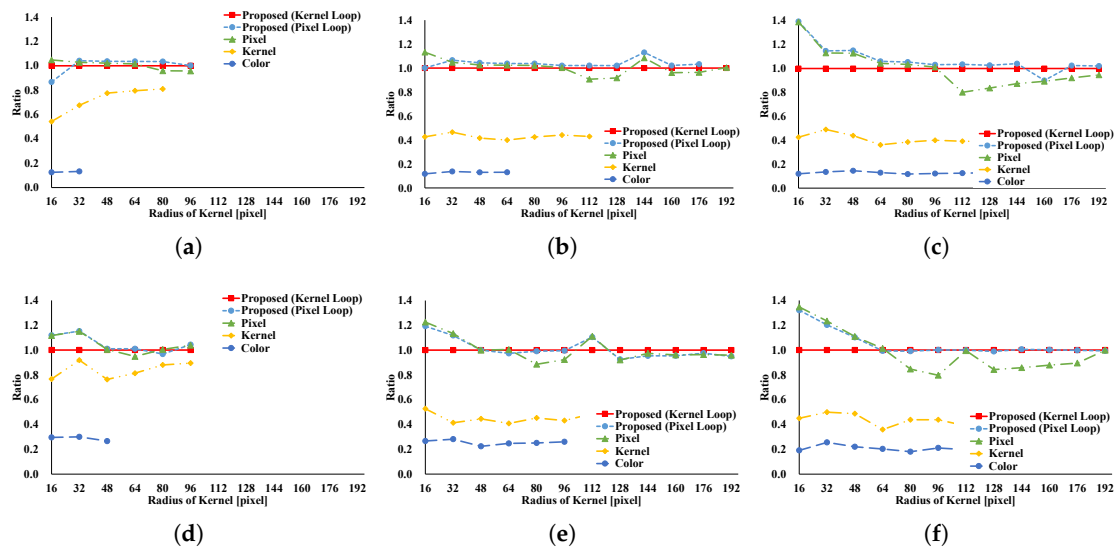 1.4
1.2
1.0
0.8
0.6
0.4
0.2
0.0
Ratio
16 32 48 64 80 96 112 128 144 160 176 192
Radius of Kernel [pixel]
Proposed (Kernel Loop)
Proposed (Pixel Loop)
Pixel
Kernel
Color
(a)
1.4
1.2
1.0
0.8
0.6
0.4
0.2
0.0
Ratio
16 32 48 64 80 96 112 128 144 160 176 192
Radius of Kernel [pixel]
Proposed (Kernel Loop)
Proposed (Pixel Loop)
Pixel
Kernel
Color
(b)
1.4
1.2
1.0
0.8
0.6
0.4
0.2
0.0
Ratio
16 32 48 64 80 96 112 128 144 160 176 192
Radius of Kernel [pixel]
Proposed (Kernel Loop)
Proposed (Pixel Loop)
Pixel
Kernel
Color
(c)
1.4
1.2
1.0
0.8
0.6
0.4
0.2
0.0
Ratio
16 32 48 64 80 96 112 128 144 160 176 192
Radius of Kernel [pixel]
Proposed (Kernel Loop)
Proposed (Pixel Loop)
Pixel
Kernel
Color
(d)
1.4
1.2
1.0
0.8
0.6
0.4
0.2
0.0
Ratio
16 32 48 64 80 96 112 128 144 160 176 192
Radius of Kernel [pixel]
Proposed (Kernel Loop)
Proposed (Pixel Loop)
Pixel
Kernel
Color
(e)
1.4
1.2
1.0
0.8
0.6
0.4
0.2
0.0
Ratio
16 32 48 64 80 96 112 128 144 160 176 192
Radius of Kernel [pixel]
Proposed (Kernel Loop)
Proposed (Pixel Loop)
Pixel
Kernel
Color
(f)